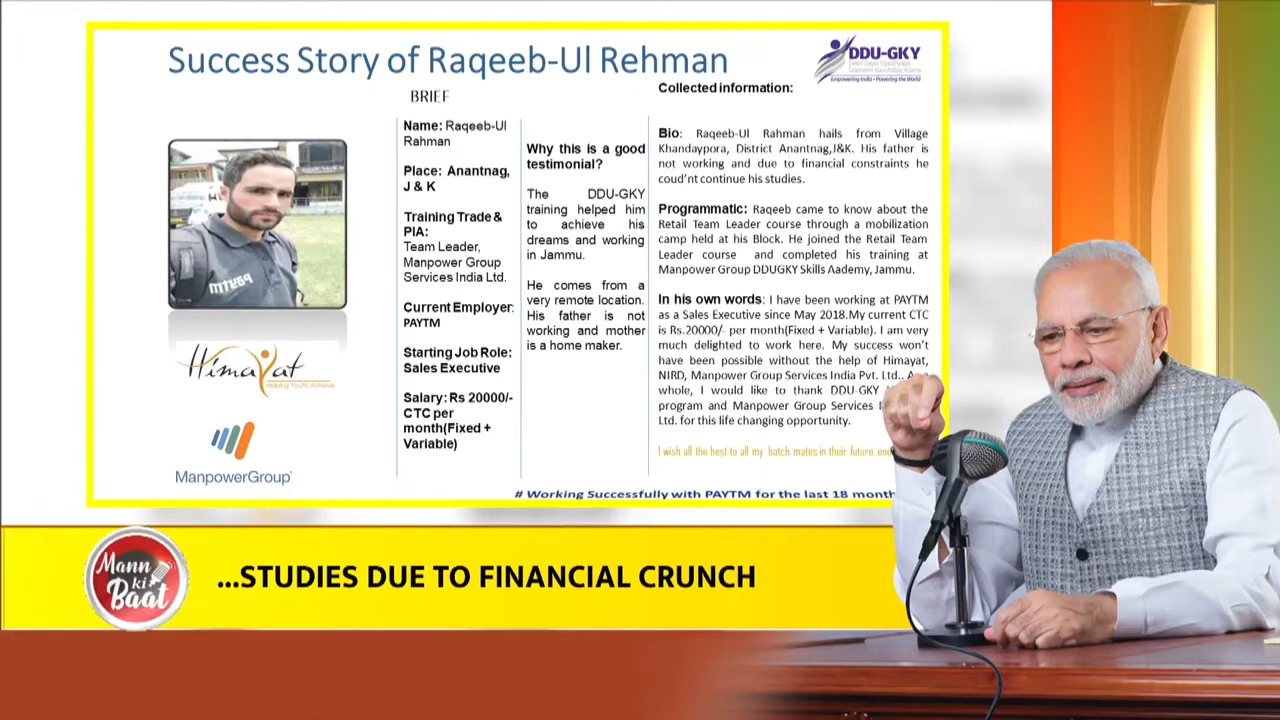 Success Story of Raqeeb-Ul Rehman
DDU-GKY
Empowering India • Powering the World
BRIEF
Name: Raqeeb-Ul
Rahman
Place: Anantnag,
J & K
Training Trade &
PIA:
Team Leader,
Manpower Group
Services India Ltd.
Current Employer:
PAYTM
Starting Job Role:
Sales Executive
Salary: Rs 20000/-
CTC per
month(Fixed +
Variable)
Why this is a good
testimonial?
The DDU-GKY
training helped him
to achieve his
dreams and working
in Jammu.
He comes from a
very remote location.
His father is not
working and mother
is a home maker.
Collected information:
Bio: Raqeeb-Ul Rahman hails from Village
Khandaypora, District Anantnag,J&K. His father is
not working and due to financial constraints he
coud'nt continue his studies.
Programmatic: Raqeeb came to know about the
Retail Team Leader course through a mobilization
camp held at his Block. He joined the Retail Team
Leader course and completed his training at
Manpower Group DDUGKY Skills Aademy, Jammu.
In his own words: I have been working at PAYTM
as a Sales Executive since May 2018.My current CTC
is Rs.20000/- per month(Fixed + Variable). I am very
much delighted to work here. My success won't
have been possible without the help of Himayat,
NIRD, Manpower Group Services India Pvt. Ltd..
whole, I would like to thank DDU-GKY
program and Manpower Group Services
Ltd. for this life changing opportunity.
I wish all the best to all my batch mates in their future
# Working Successfully with PAYTM for the last 18
paytm
Himayat
Helping Youth Achieve
ManpowerGroup
Mann
ki
Baat
...STUDIES DUE TO FINANCIAL CRUNCH